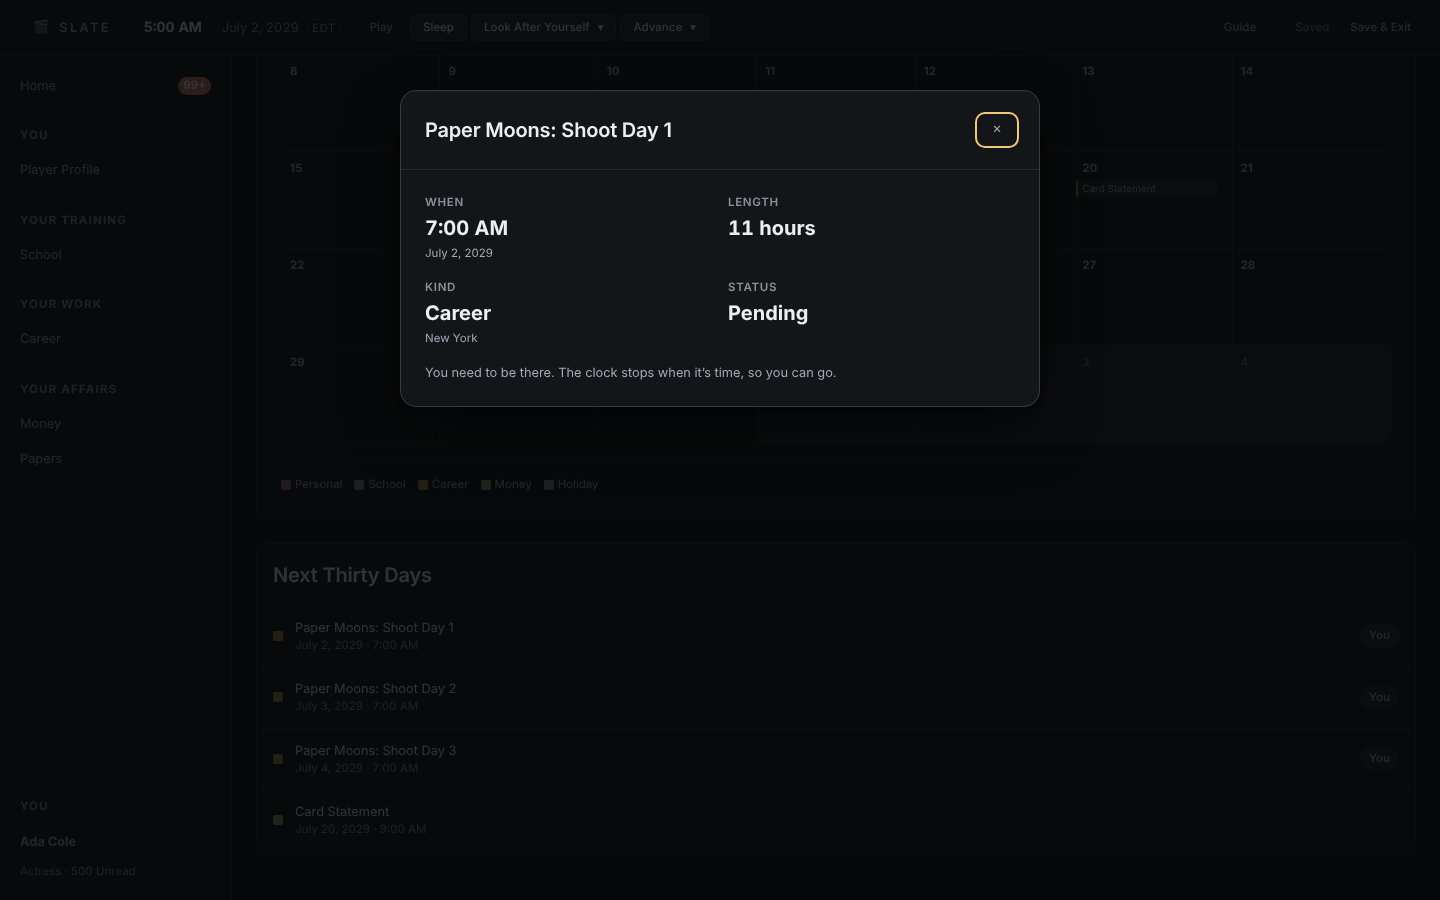 SLATE
5:00 AM July 2, 2029 EDT
Play
Sleep
Look After Yourself ▾
Advance ▾
Guide
Saved
Save & Exit
Home 99+
YOU
Player Profile
YOUR TRAINING
School
YOUR WORK
Career
YOUR AFFAIRS
Money
Papers
YOU
Ada Cole
Actress · 500 Unread
8 9 10 11 12 13 14
15 20 21
Card Statement
22 27 28
29 3 4
Paper Moons: Shoot Day 1
×
WHEN
7:00 AM
July 2, 2029
LENGTH
11 hours
KIND
Career
New York
STATUS
Pending
You need to be there. The clock stops when it’s time, so you can go.
Personal School Career Money Holiday
Next Thirty Days
Paper Moons: Shoot Day 1
July 2, 2029 · 7:00 AM
You
Paper Moons: Shoot Day 2
July 3, 2029 · 7:00 AM
You
Paper Moons: Shoot Day 3
July 4, 2029 · 7:00 AM
You
Card Statement
July 20, 2029 · 9:00 AM